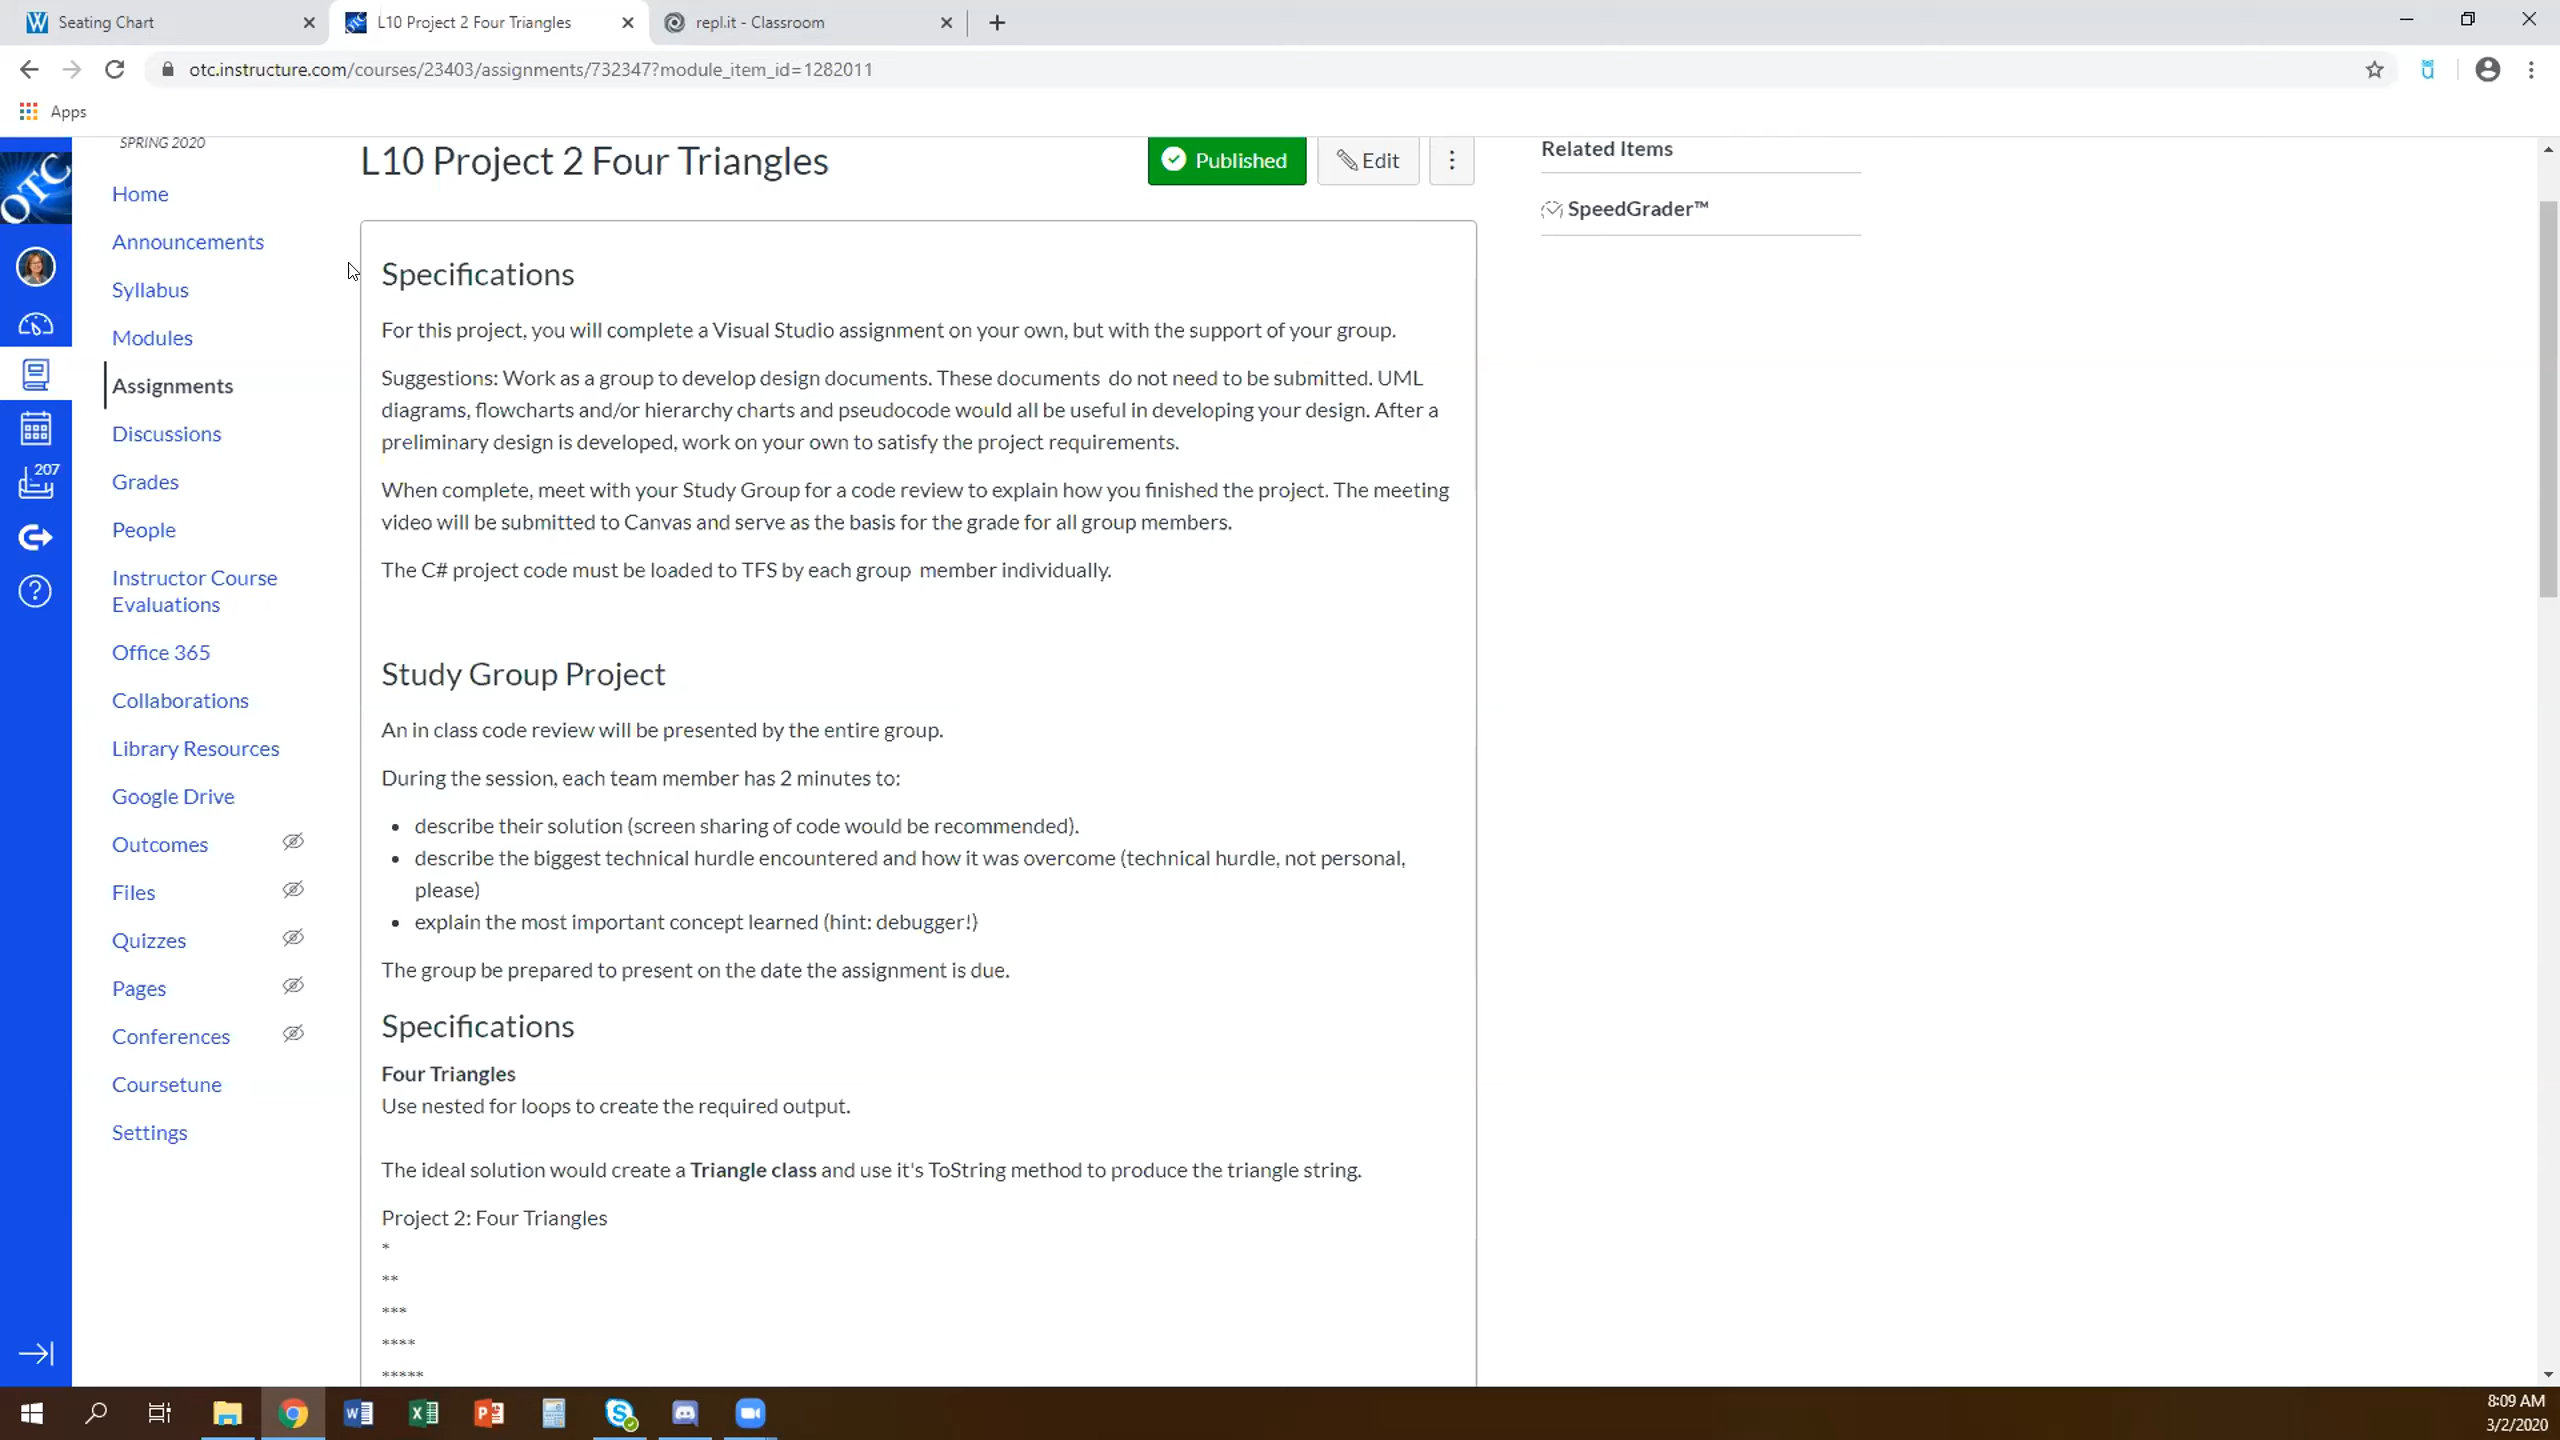 Seating Chart
L10 Project 2 Four Triangles
repl.it - Classroom
otc.instructure.com/courses/23403/assignments/732347?module_item_id=1282011
Apps
OTC
207
SPRING 2020
Home
Announcements
Syllabus
Modules
Assignments
Discussions
Grades
People
Instructor Course
Evaluations
Office 365
Collaborations
Library Resources
Google Drive
Outcomes
Files
Quizzes
Pages
Conferences
Coursetune
Settings
L10 Project 2 Four Triangles
Published
Edit
Specifications
For this project, you will complete a Visual Studio assignment on your own, but with the support of your group.
Suggestions: Work as a group to develop design documents. These documents do not need to be submitted. UML
diagrams, flowcharts and/or hierarchy charts and pseudocode would all be useful in developing your design. After a
preliminary design is developed, work on your own to satisfy the project requirements.
When complete, meet with your Study Group for a code review to explain how you finished the project. The meeting
video will be submitted to Canvas and serve as the basis for the grade for all group members.
The C# project code must be loaded to TFS by each group member individually.
Study Group Project
An in class code review will be presented by the entire group.
During the session, each team member has 2 minutes to:
• describe their solution (screen sharing of code would be recommended).
• describe the biggest technical hurdle encountered and how it was overcome (technical hurdle, not personal,
please)
• explain the most important concept learned (hint: debugger!)
The group be prepared to present on the date the assignment is due.
Specifications
Four Triangles
Use nested for loops to create the required output.
The ideal solution would create a Triangle class and use it's ToString method to produce the triangle string.
Project 2: Four Triangles
*
**
***
****
*****
Related Items
SpeedGrader™
8:09 AM
3/2/2020